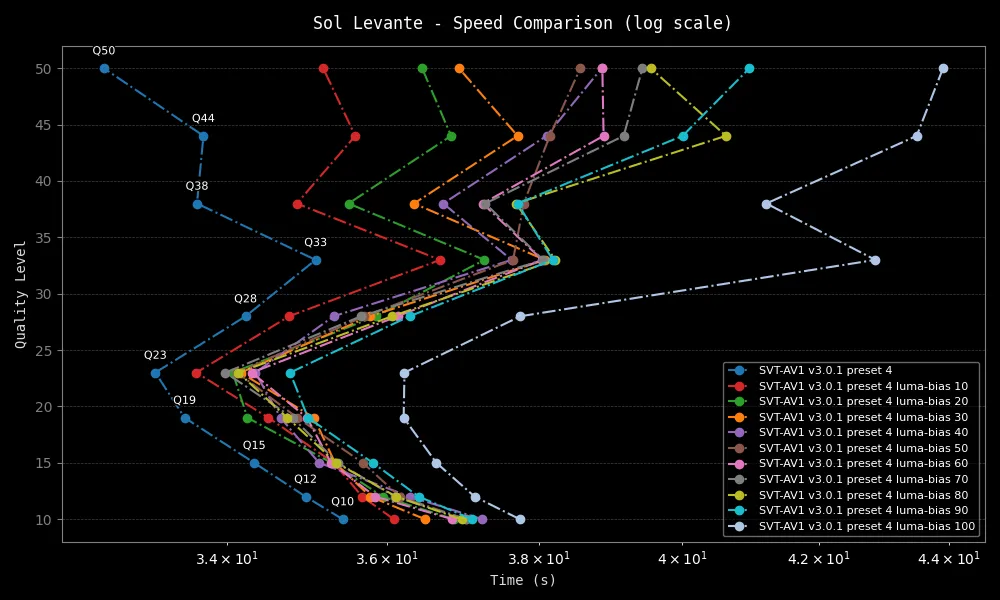 Sol Levante - Speed Comparison (log scale)
Quality Level
50
45
40
35
30
25
20
15
10
Q50
Q44
Q38
Q33
Q28
Q23
Q19
Q15
Q12
Q10
SVT-AV1 v3.0.1 preset 4
SVT-AV1 v3.0.1 preset 4 luma-bias 10
SVT-AV1 v3.0.1 preset 4 luma-bias 20
SVT-AV1 v3.0.1 preset 4 luma-bias 30
SVT-AV1 v3.0.1 preset 4 luma-bias 40
SVT-AV1 v3.0.1 preset 4 luma-bias 50
SVT-AV1 v3.0.1 preset 4 luma-bias 60
SVT-AV1 v3.0.1 preset 4 luma-bias 70
SVT-AV1 v3.0.1 preset 4 luma-bias 80
SVT-AV1 v3.0.1 preset 4 luma-bias 90
SVT-AV1 v3.0.1 preset 4 luma-bias 100
3.4 × 10¹ 3.6 × 10¹ 3.8 × 10¹ 4 × 10¹ 4.2 × 10¹ 4.4 × 10¹
Time (s)